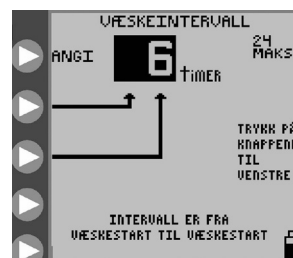 VÆSKEINTERVALL
ANGI 6 timer
24
MAKS
TRYKK PÅ
KNAPPENE
TIL
VENSTRE
INTERVALL ER FRA
VÆSKESTART TIL VÆSKESTART